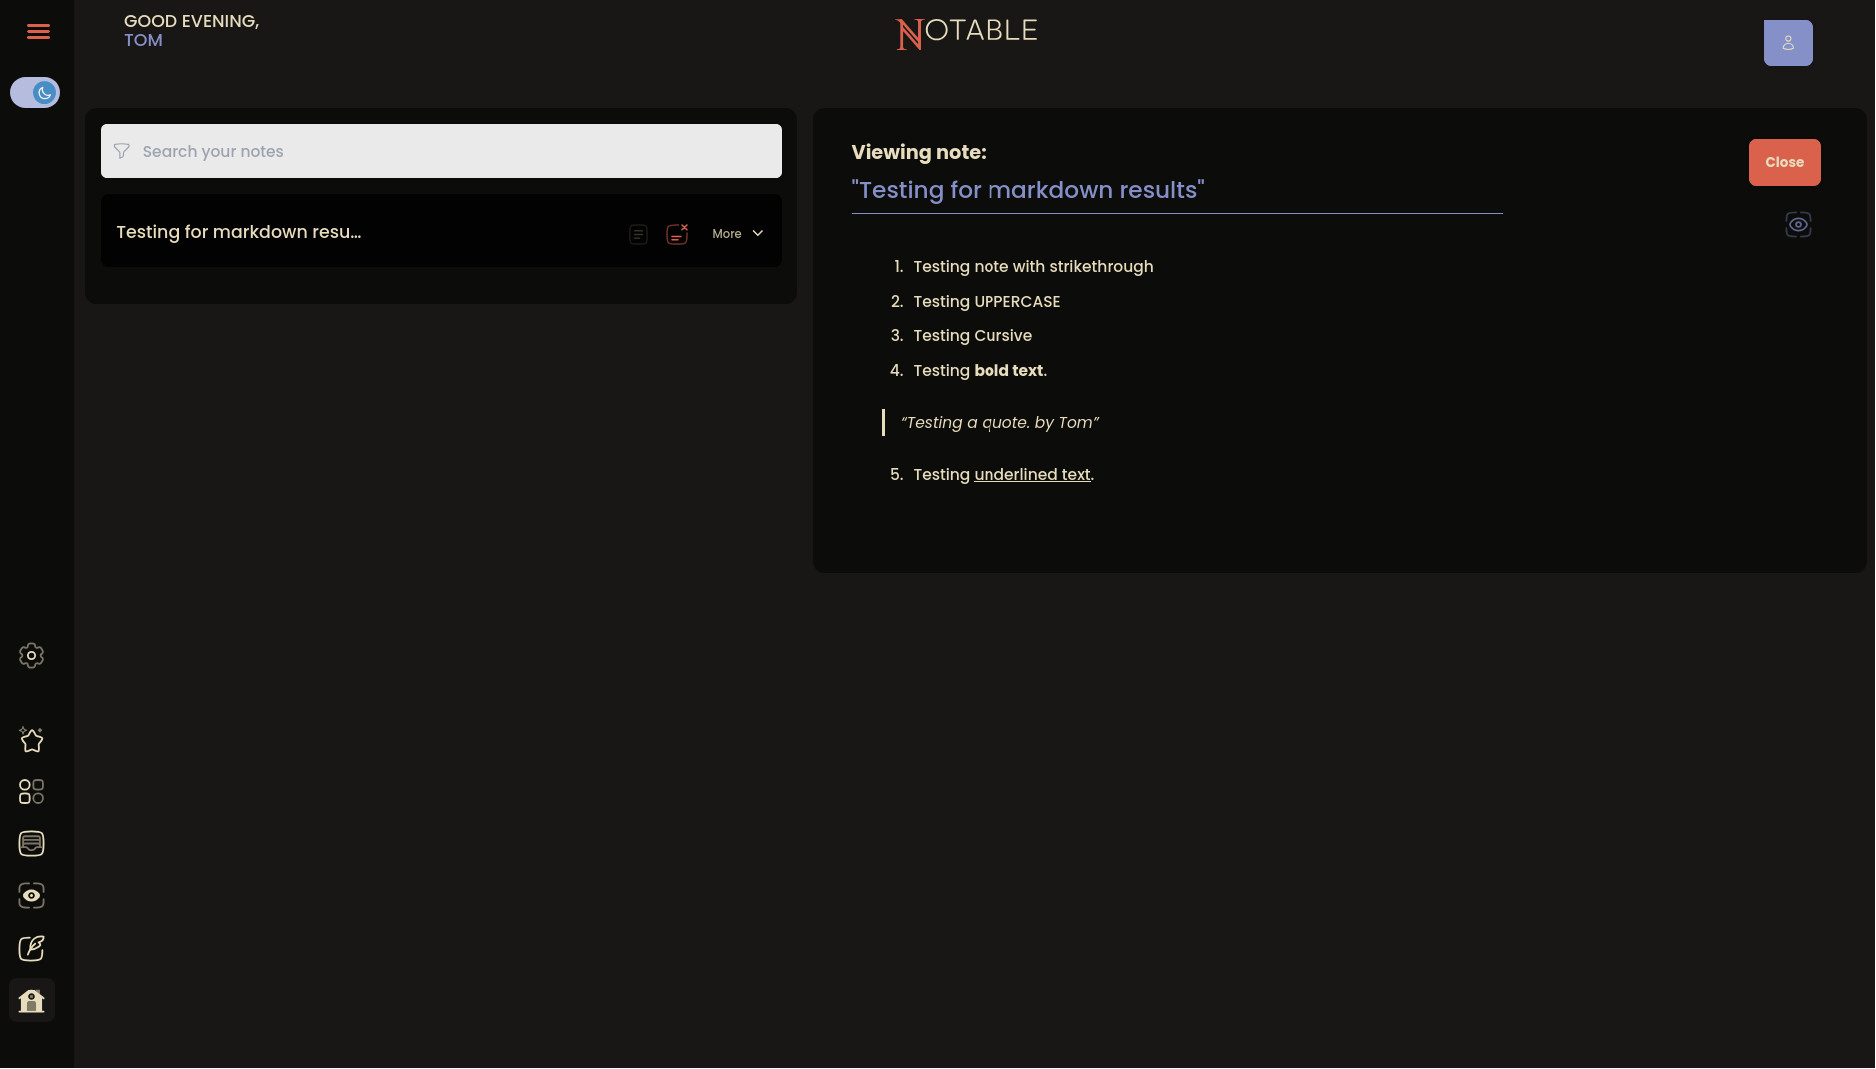 GOOD EVENING,
TOM
NOTABLE
Search your notes
Testing for markdown resu...
More
Viewing note:
Close
"Testing for markdown results"
1. Testing note with strikethrough
2. Testing UPPERCASE
3. Testing Cursive
4. Testing bold text.
“Testing a quote. by Tom”
5. Testing underlined text.